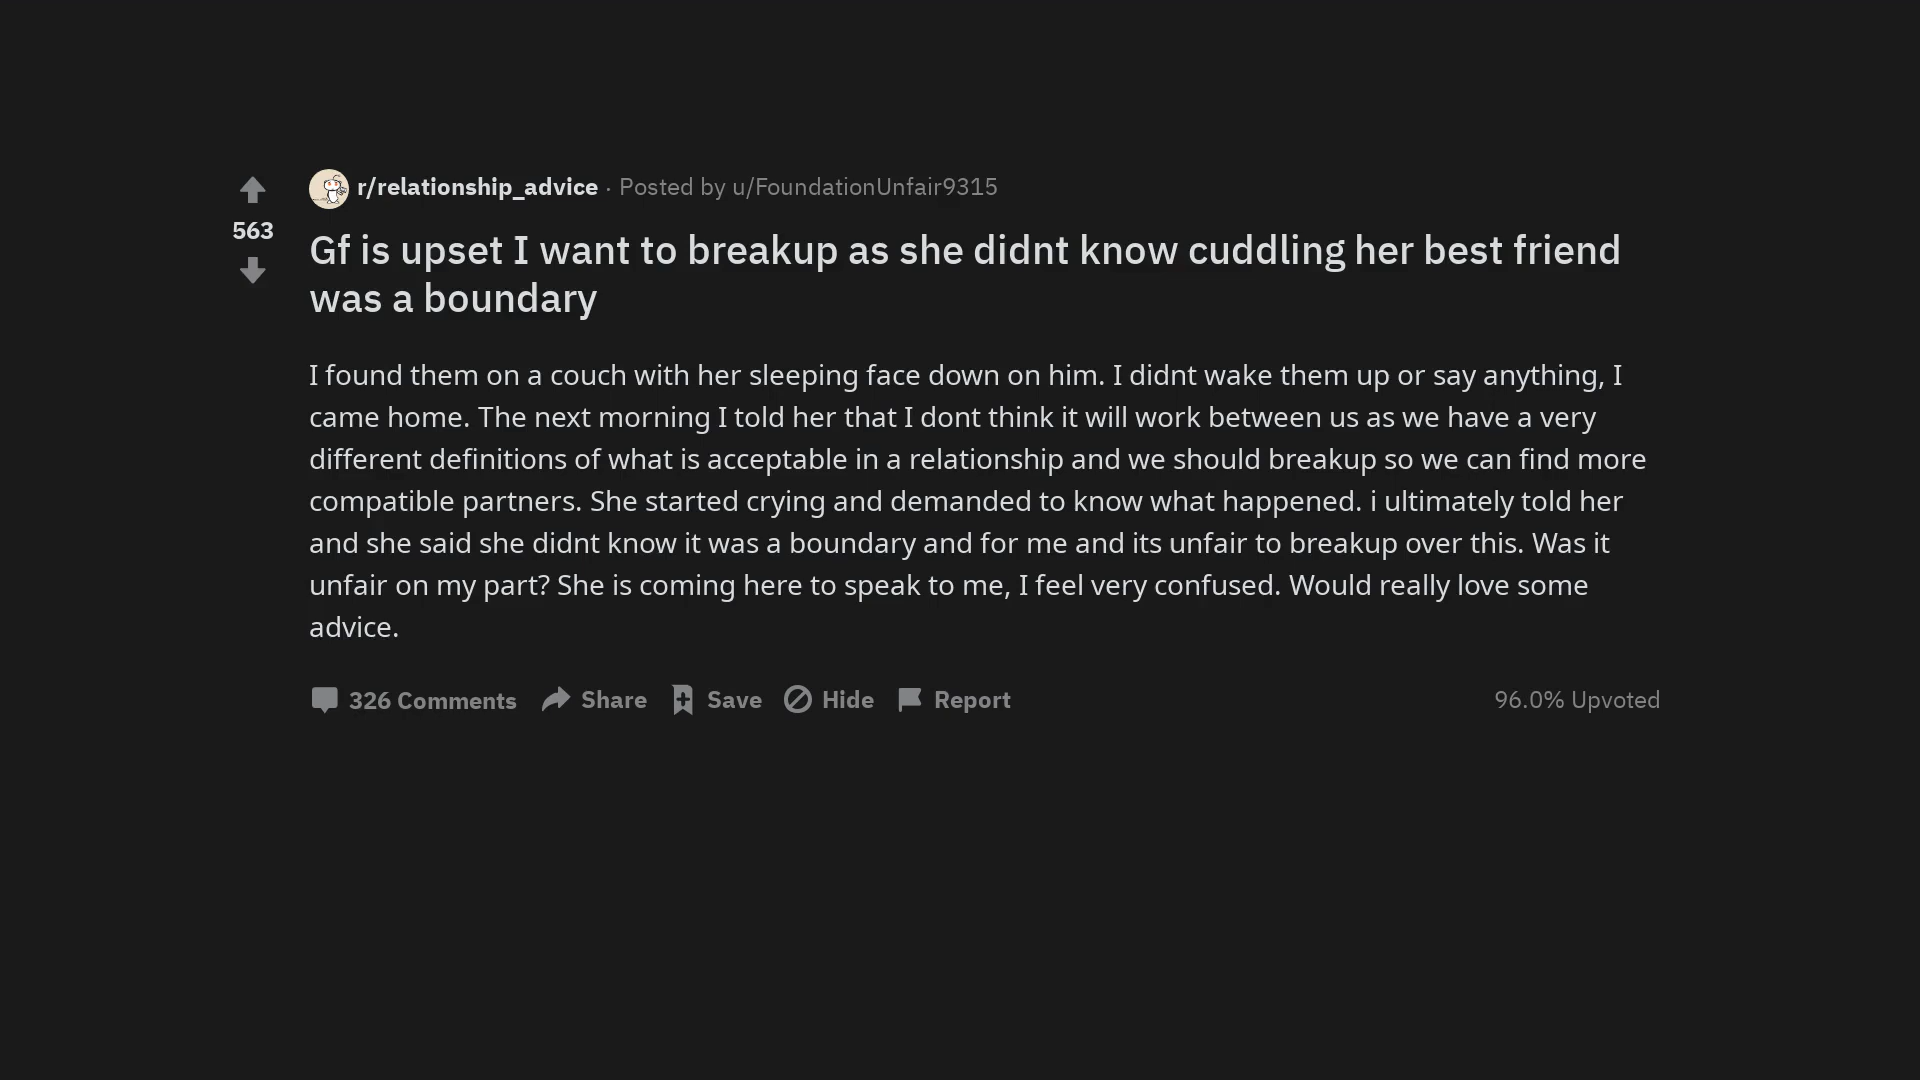 r/relationship_advice · Posted by u/FoundationUnfair9315
563
Gf is upset I want to breakup as she didnt know cuddling her best friend
was a boundary
I found them on a couch with her sleeping face down on him. I didnt wake them up or say anything, I
came home. The next morning I told her that I dont think it will work between us as we have a very
different definitions of what is acceptable in a relationship and we should breakup so we can find more
compatible partners. She started crying and demanded to know what happened. i ultimately told her
and she said she didnt know it was a boundary and for me and its unfair to breakup over this. Was it
unfair on my part? She is coming here to speak to me, I feel very confused. Would really love some
advice.
326 Comments Share Save Hide Report 96.0% Upvoted